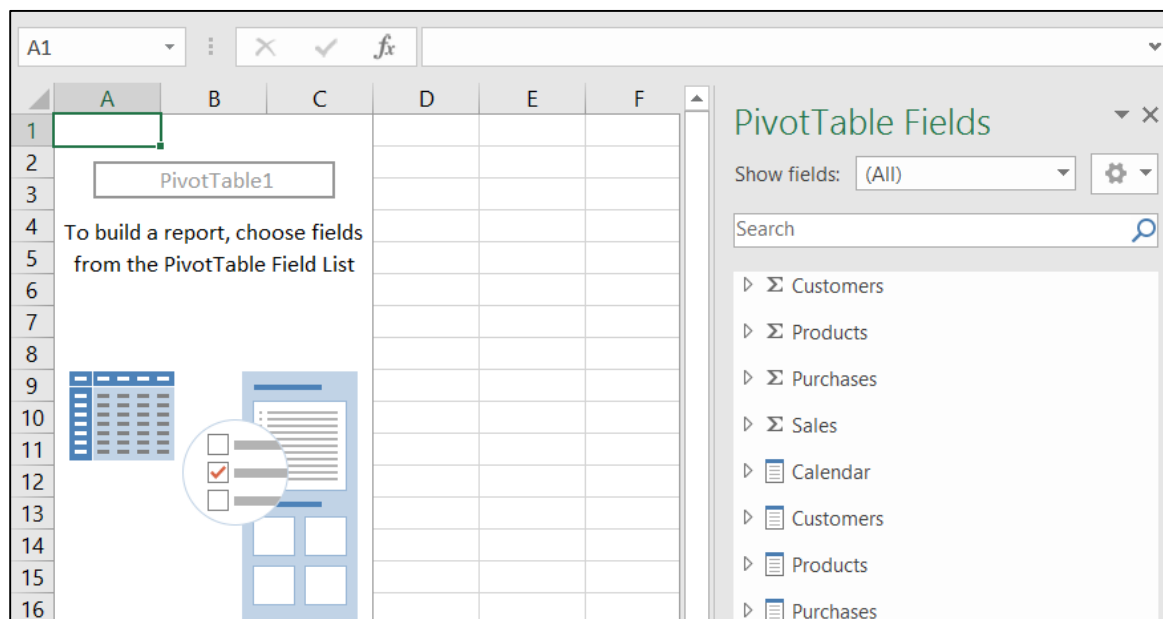 A1
fx
A B C D E F
1
2
3
4
5
6
7
8
9
10
11
12
13
14
15
16
PivotTable1
To build a report, choose fields
from the PivotTable Field List
PivotTable Fields
Show fields: (All)
Search
Σ Customers
Σ Products
Σ Purchases
Σ Sales
Calendar
Customers
Products
Purchases